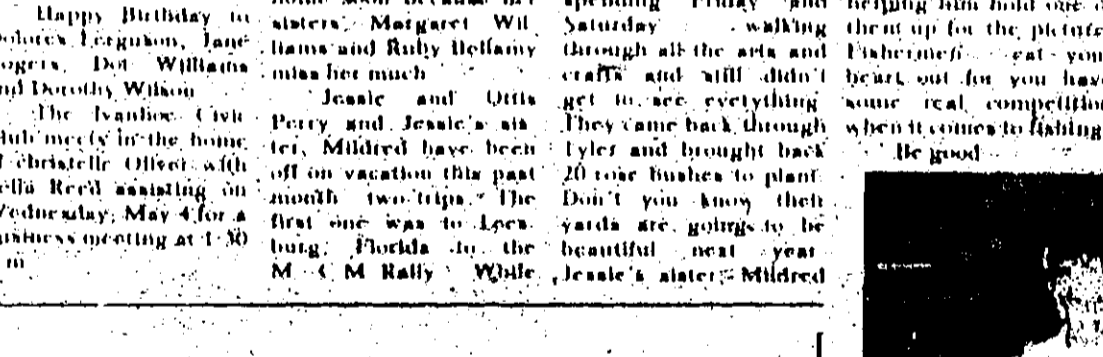 Happy Birthday to
Ferguson, Jane
Dot Williams
Dorothy Wilson
The Ivanhoe Civic
meets in the home
christelle Oliver with
Reed assisting on
May 4 for a
meeting at 1:30
sisters, Margaret Wil
liams and Ruby Bellamy
miss her much
Jessie and Ottis
Perry and Jessie's sis
ter, Mildred have been
off on vacation this past
month two trips. The
first one was to Lees
burg, Florida to the
M C M Rally While
spending Friday and
Saturday walking
through all the arts and
crafts and still didn't
get to see everything
They came back through
Tyler and brought back
20 rose bushes to plant
Don't you know their
yards are goings to be
beautiful next year
Jessie's sister, Mildred
helping him hold one
them up for the picture
Fishermen eat your
heart out for you have
some real competition
when it comes to fishing
Be good